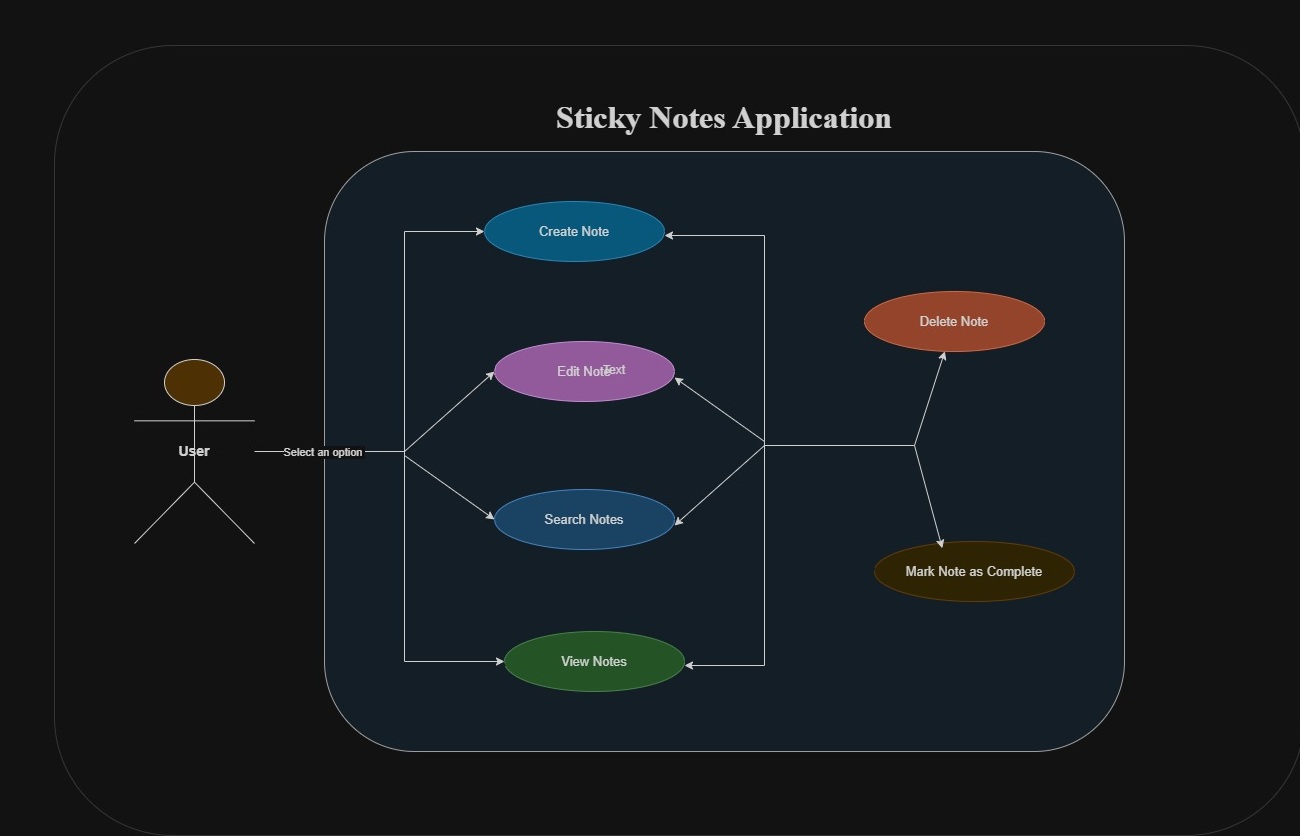 Sticky Notes Application
Create Note
Delete Note
Edit Note
Text
User
Select an option
Search Notes
Mark Note as Complete
View Notes